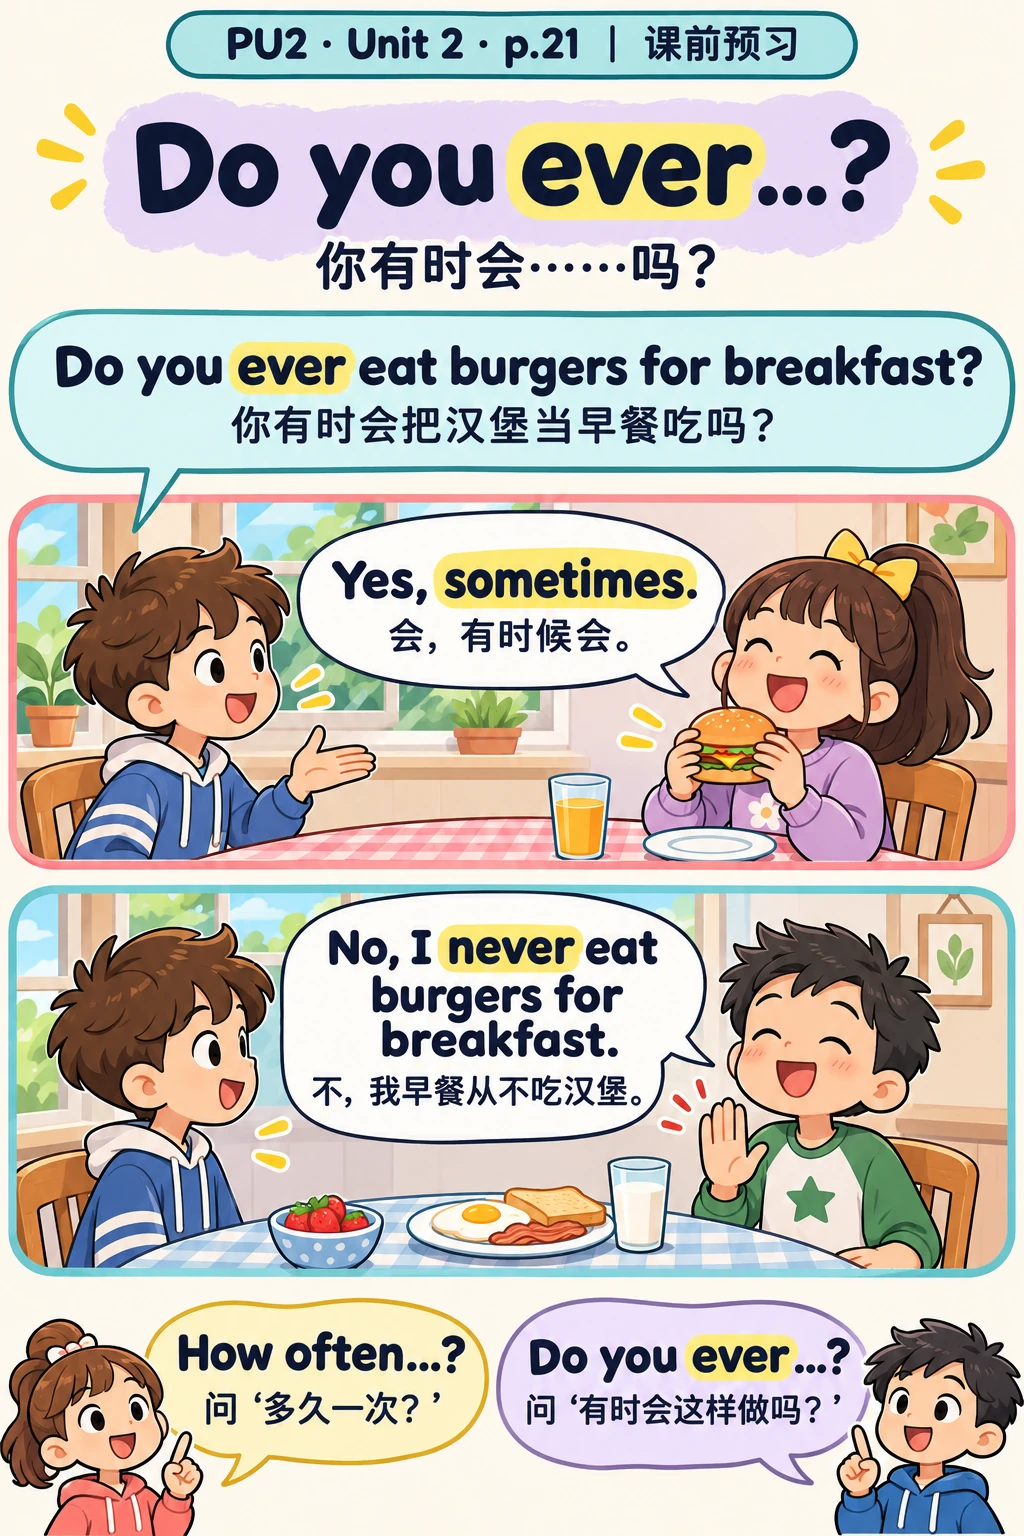 PU2 · Unit 2 · p.21 | 课前预习
Do you ever...?
你有时会……吗？
Do you ever eat burgers for breakfast?
你有时会把汉堡当早餐吃吗？
Yes, sometimes.
会，有时候会。
No, I never eat
burgers for
breakfast.
不，我早餐从不吃汉堡。
How often...?
问‘多久一次？’
Do you ever...?
问‘有时会这样做吗？’